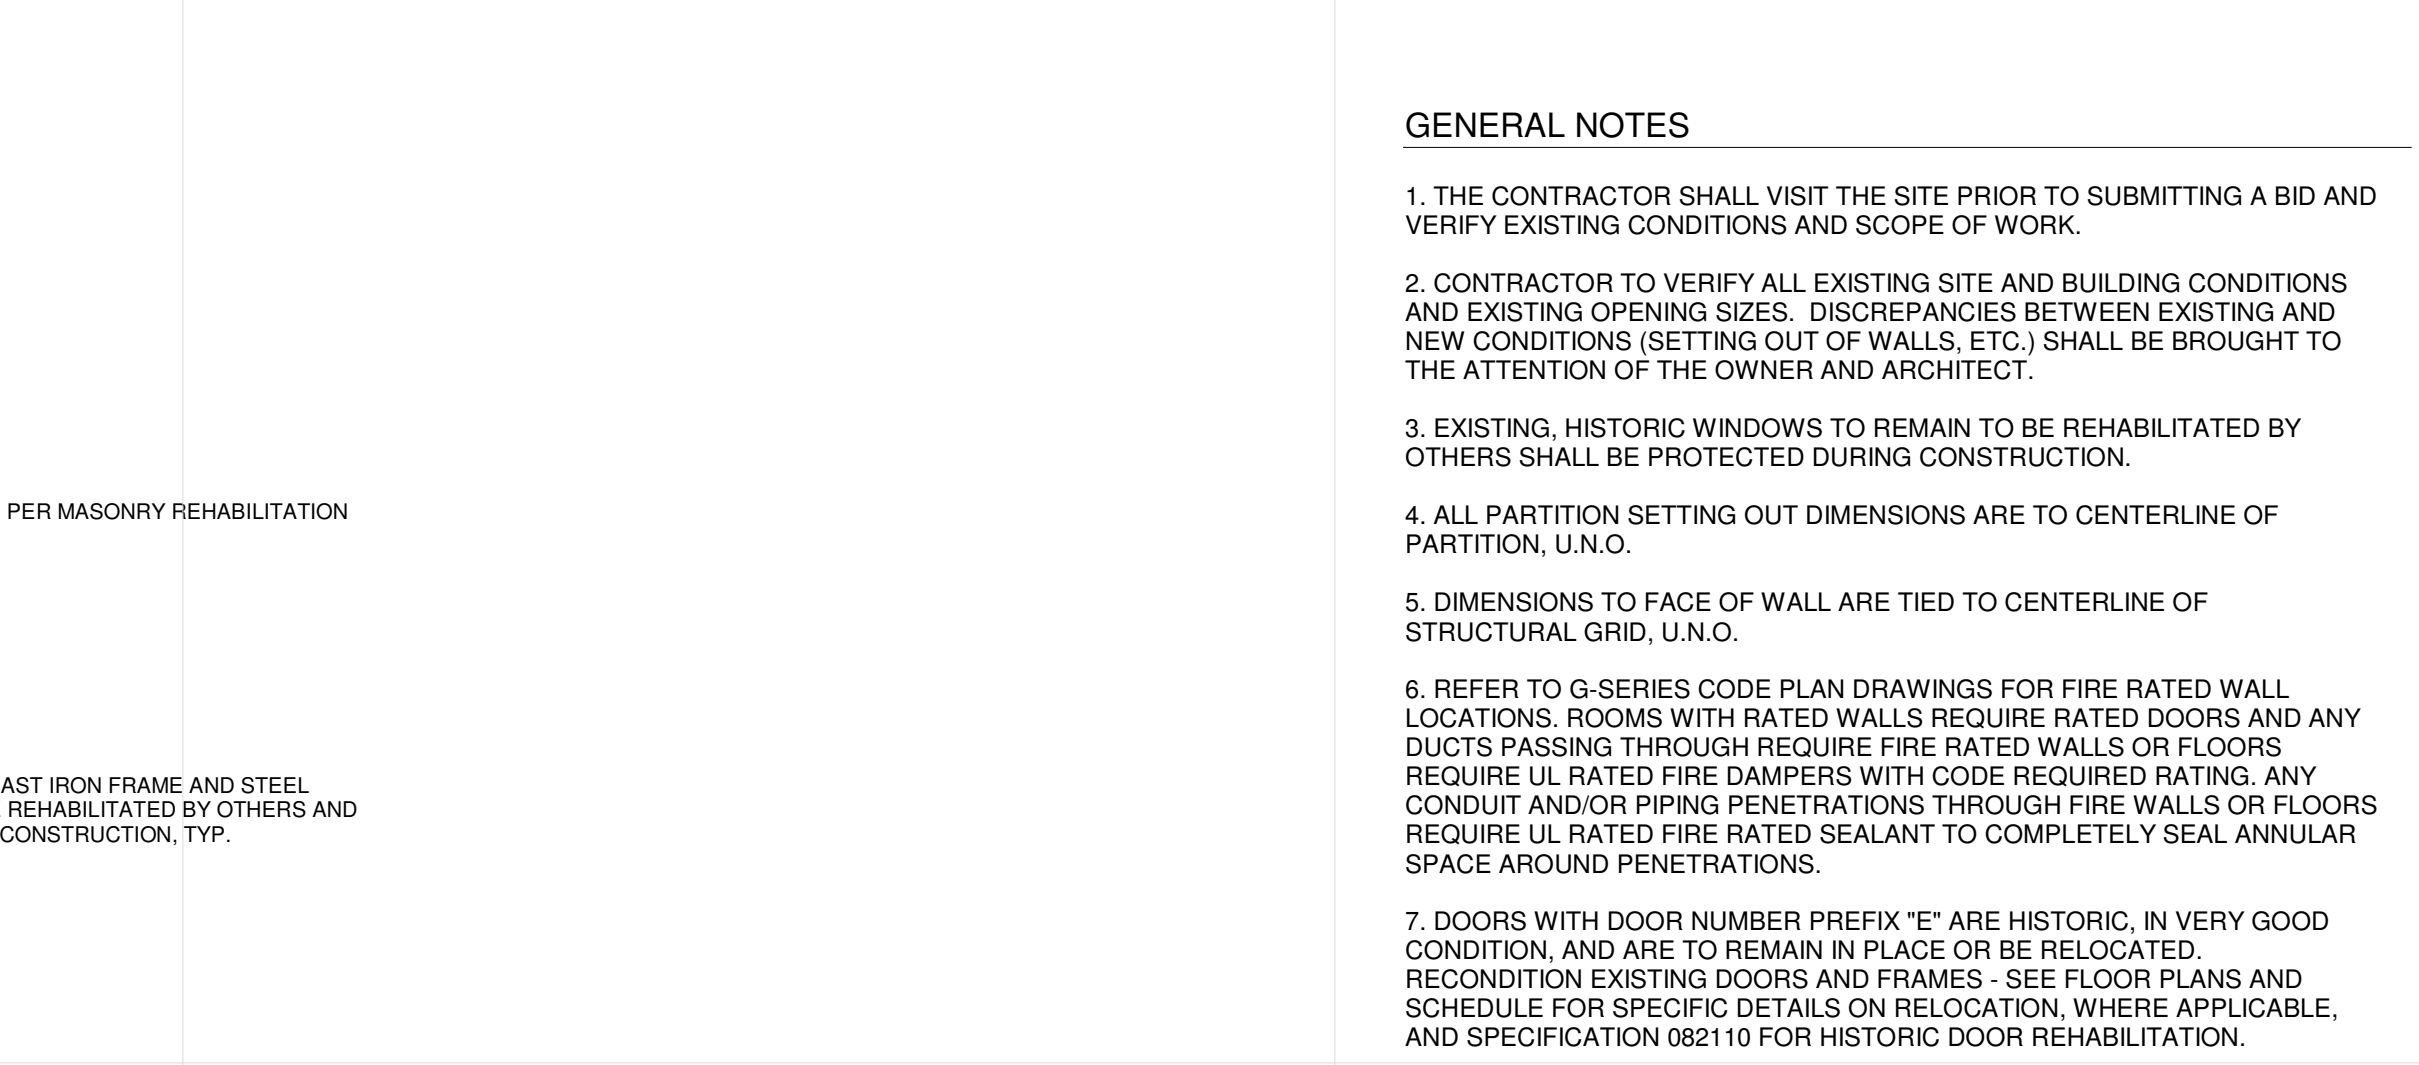 PER MASONRY REHABILITATION
AST IRON FRAME AND STEEL
REHABILITATED BY OTHERS AND
CONSTRUCTION, TYP.
GENERAL NOTES
1. THE CONTRACTOR SHALL VISIT THE SITE PRIOR TO SUBMITTING A BID AND
VERIFY EXISTING CONDITIONS AND SCOPE OF WORK.
2. CONTRACTOR TO VERIFY ALL EXISTING SITE AND BUILDING CONDITIONS
AND EXISTING OPENING SIZES.  DISCREPANCIES BETWEEN EXISTING AND
NEW CONDITIONS (SETTING OUT OF WALLS, ETC.) SHALL BE BROUGHT TO
THE ATTENTION OF THE OWNER AND ARCHITECT.
3. EXISTING, HISTORIC WINDOWS TO REMAIN TO BE REHABILITATED BY
OTHERS SHALL BE PROTECTED DURING CONSTRUCTION.
4. ALL PARTITION SETTING OUT DIMENSIONS ARE TO CENTERLINE OF
PARTITION, U.N.O.
5. DIMENSIONS TO FACE OF WALL ARE TIED TO CENTERLINE OF
STRUCTURAL GRID, U.N.O.
6. REFER TO G-SERIES CODE PLAN DRAWINGS FOR FIRE RATED WALL
LOCATIONS. ROOMS WITH RATED WALLS REQUIRE RATED DOORS AND ANY
DUCTS PASSING THROUGH REQUIRE FIRE RATED WALLS OR FLOORS
REQUIRE UL RATED FIRE DAMPERS WITH CODE REQUIRED RATING. ANY
CONDUIT AND/OR PIPING PENETRATIONS THROUGH FIRE WALLS OR FLOORS
REQUIRE UL RATED FIRE RATED SEALANT TO COMPLETELY SEAL ANNULAR
SPACE AROUND PENETRATIONS.
7. DOORS WITH DOOR NUMBER PREFIX "E" ARE HISTORIC, IN VERY GOOD
CONDITION, AND ARE TO REMAIN IN PLACE OR BE RELOCATED.
RECONDITION EXISTING DOORS AND FRAMES - SEE FLOOR PLANS AND
SCHEDULE FOR SPECIFIC DETAILS ON RELOCATION, WHERE APPLICABLE,
AND SPECIFICATION 082110 FOR HISTORIC DOOR REHABILITATION.